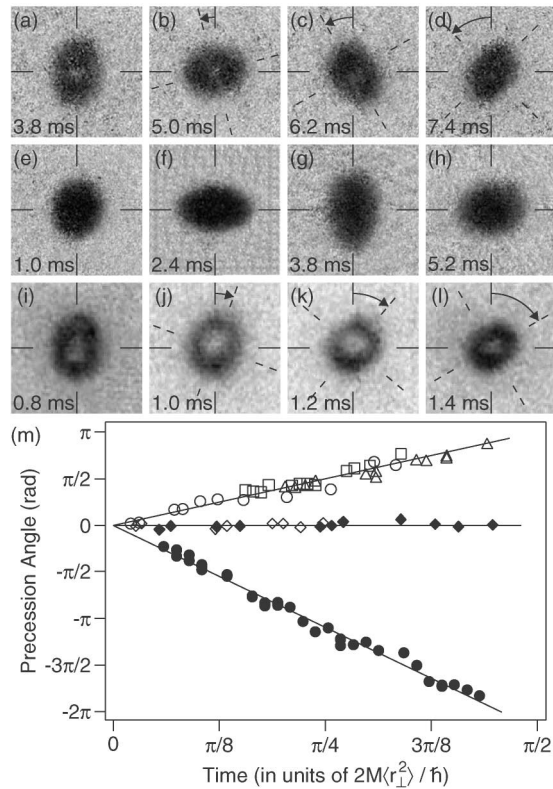 (a) (b) (c) (d)
3.8 ms 5.0 ms 6.2 ms 7.4 ms
(e) (f) (g) (h)
1.0 ms 2.4 ms 3.8 ms 5.2 ms
(i) (j) (k) (l)
0.8 ms 1.0 ms 1.2 ms 1.4 ms
(m)
π
π/2
0
-π/2
-π
-3π/2
-2π
Precession Angle (rad)
0 π/8 π/4 3π/8 π/2
Time (in units of 2M⟨r⊥²⟩ / ħ)